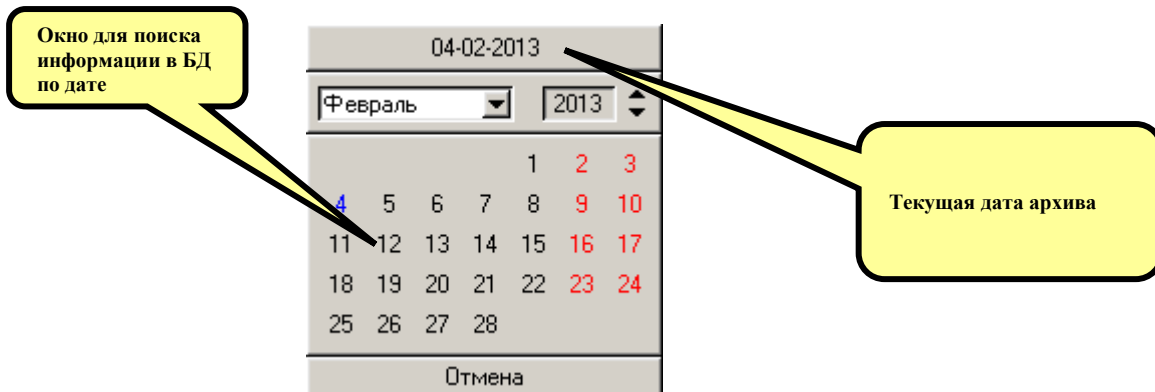 Окно для поиска
информации в БД
по дате
04-02-2013
Февраль 2013
1 2 3
4 5 6 7 8 9 10
11 12 13 14 15 16 17
18 19 20 21 22 23 24
25 26 27 28
Отмена
Текущая дата архива